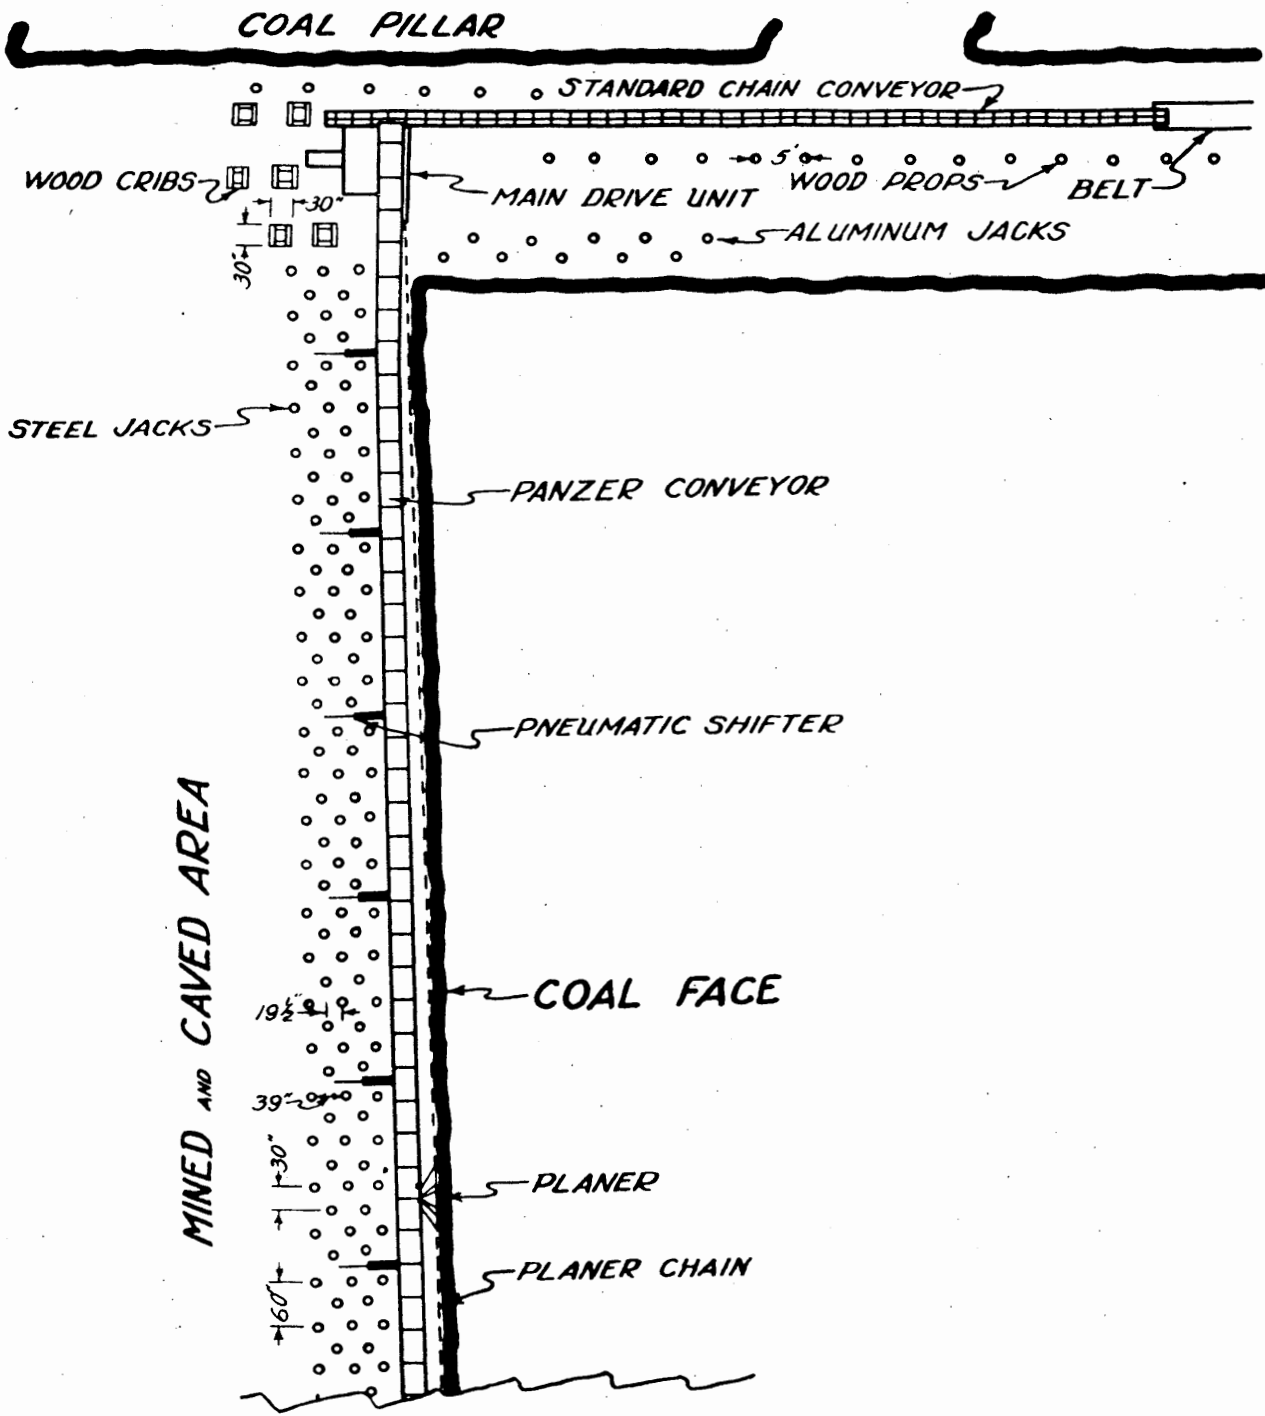 COAL PILLAR
STANDARD CHAIN CONVEYOR
5'
WOOD CRIBS
WOOD PROPS
BELT
30"
MAIN DRIVE UNIT
ALUMINUM JACKS
30"
STEEL JACKS
PANZER CONVEYOR
PNEUMATIC SHIFTER
MINED AND CAVED AREA
COAL FACE
19½"
39"
30"
PLANER
PLANER CHAIN
60"